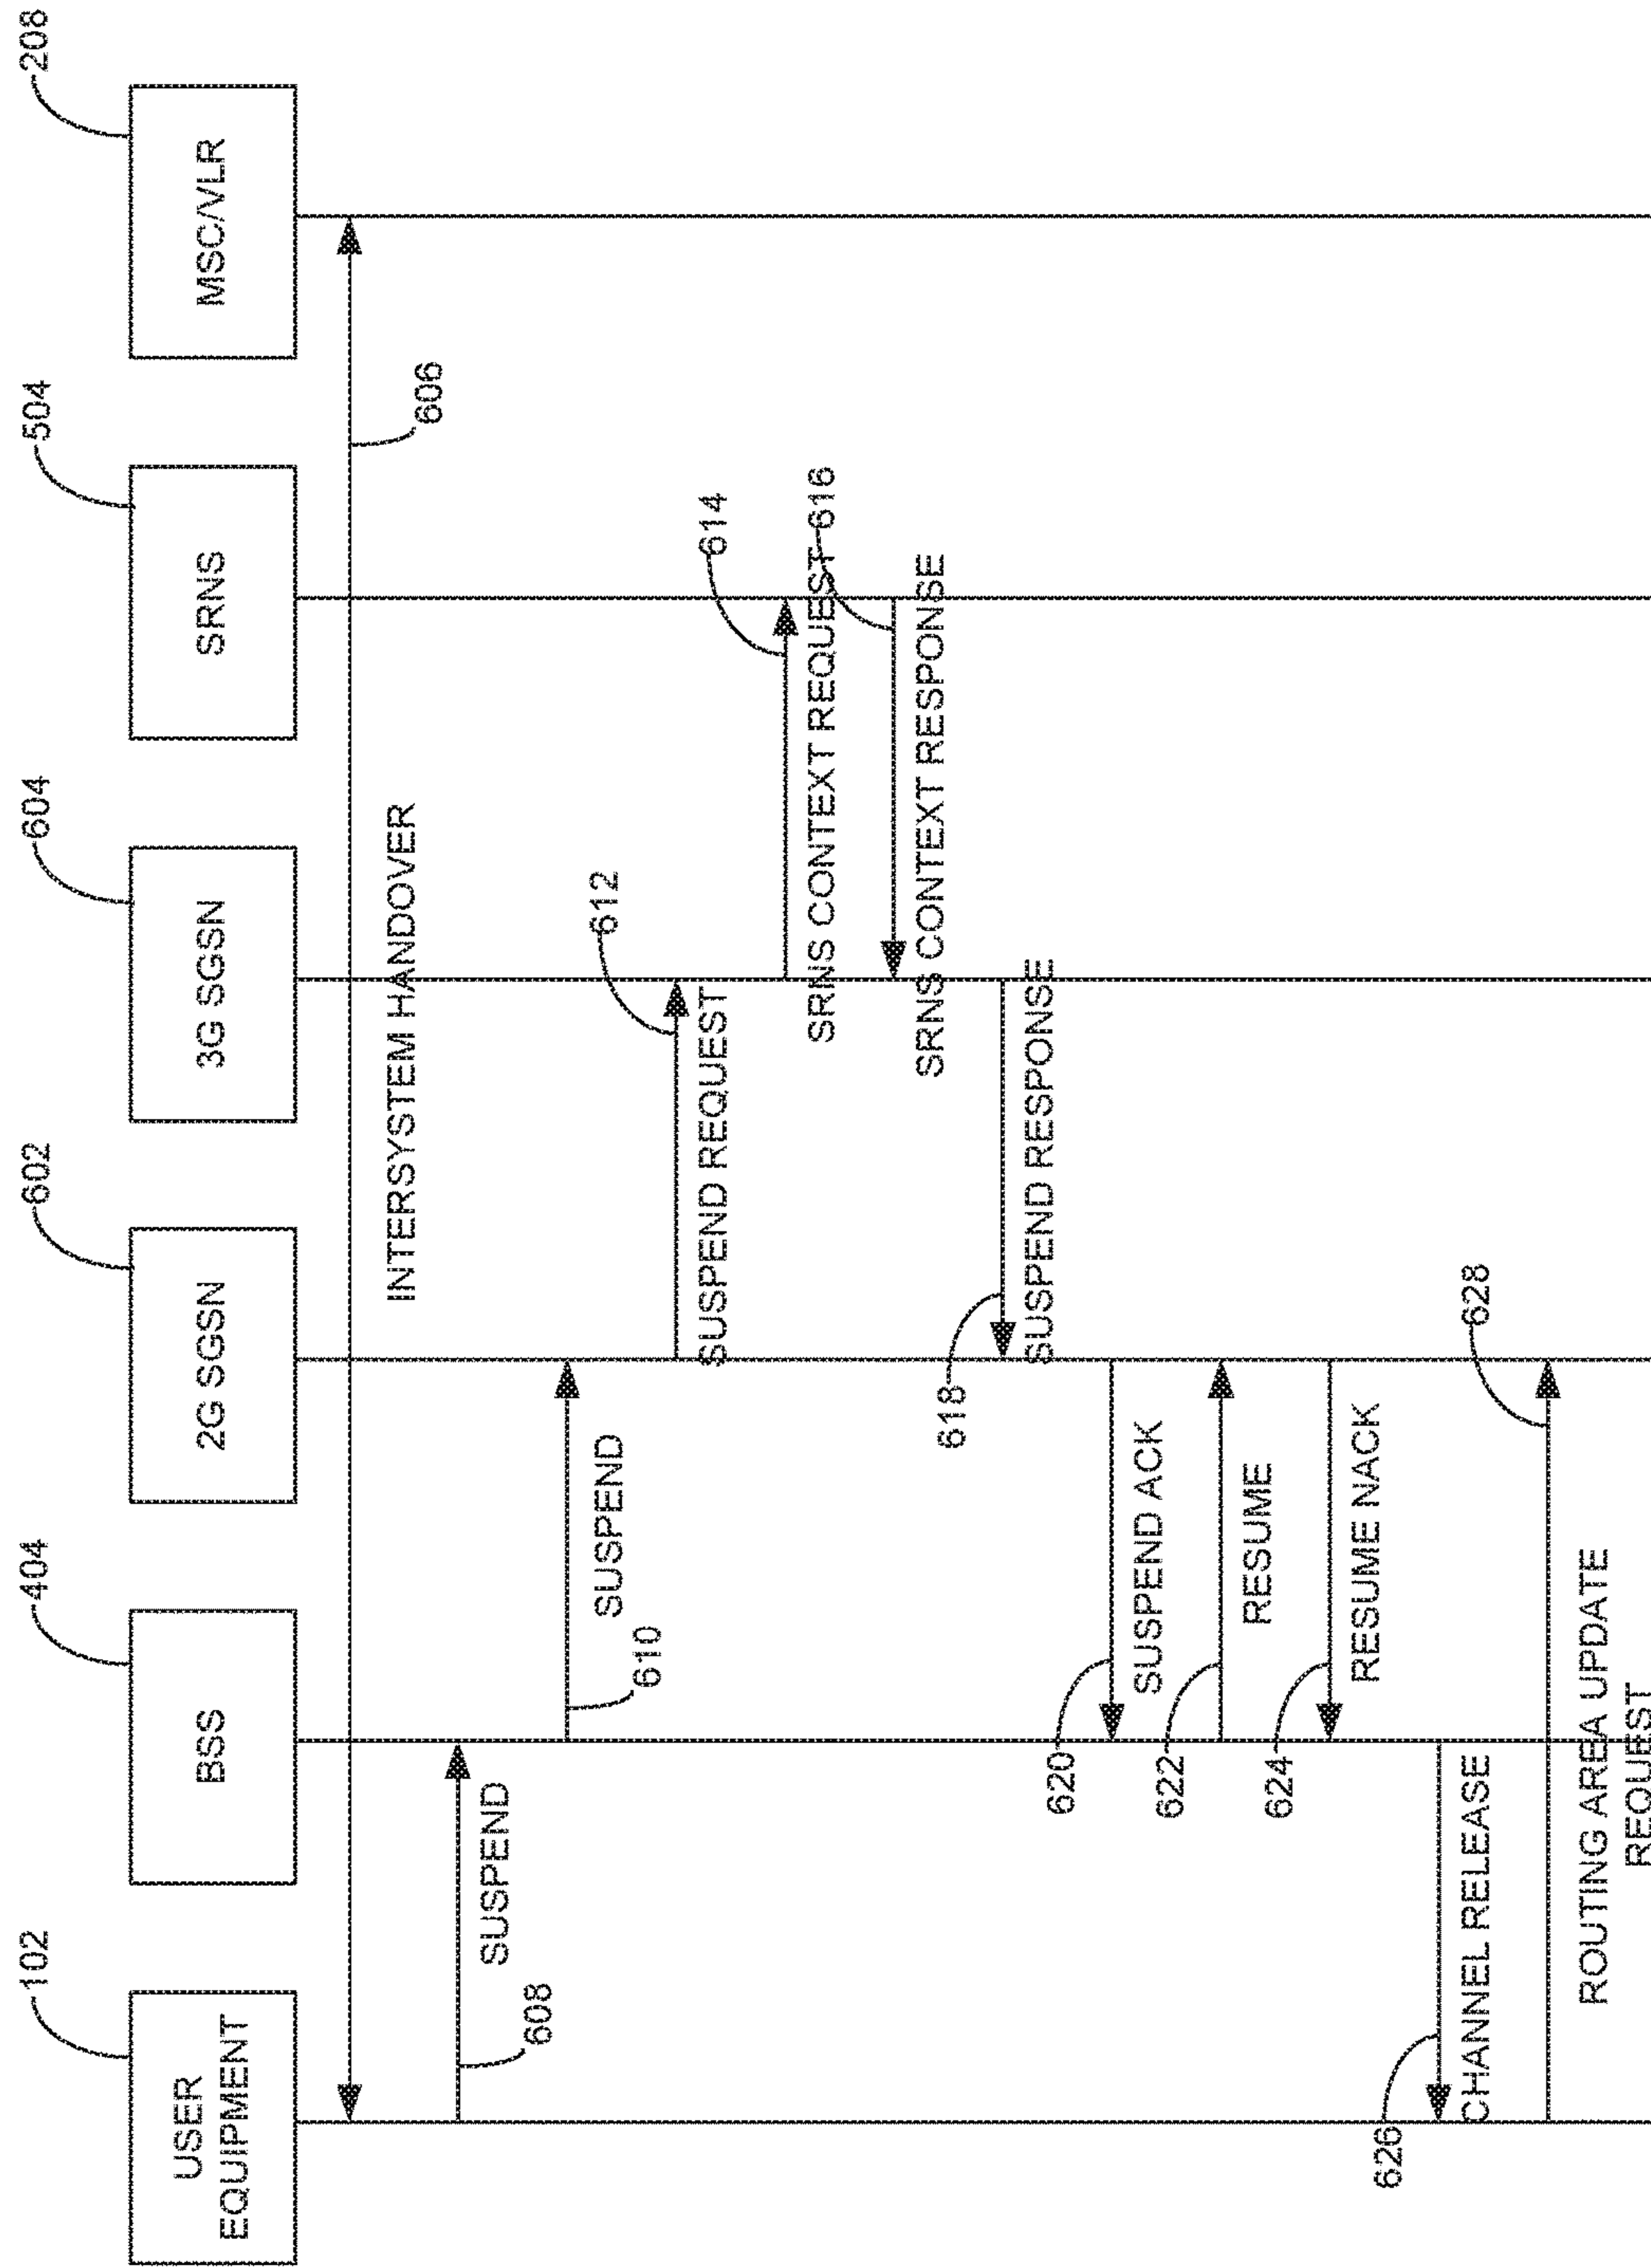 102
404
602
604
504
208
USER
EQUIPMENT
BSS
2G SGSN
3G SGSN
SRNS
MSC/VLR
INTERSYSTEM HANDOVER
606
SUSPEND
608
SUSPEND
610
612
SUSPEND REQUEST
614
SRNS CONTEXT REQUEST
616
SRNS CONTEXT RESPONSE
618
SUSPEND RESPONSE
620
SUSPEND ACK
622
RESUME
624
RESUME NACK
626
CHANNEL RELEASE
628
ROUTING AREA UPDATE
REQUEST